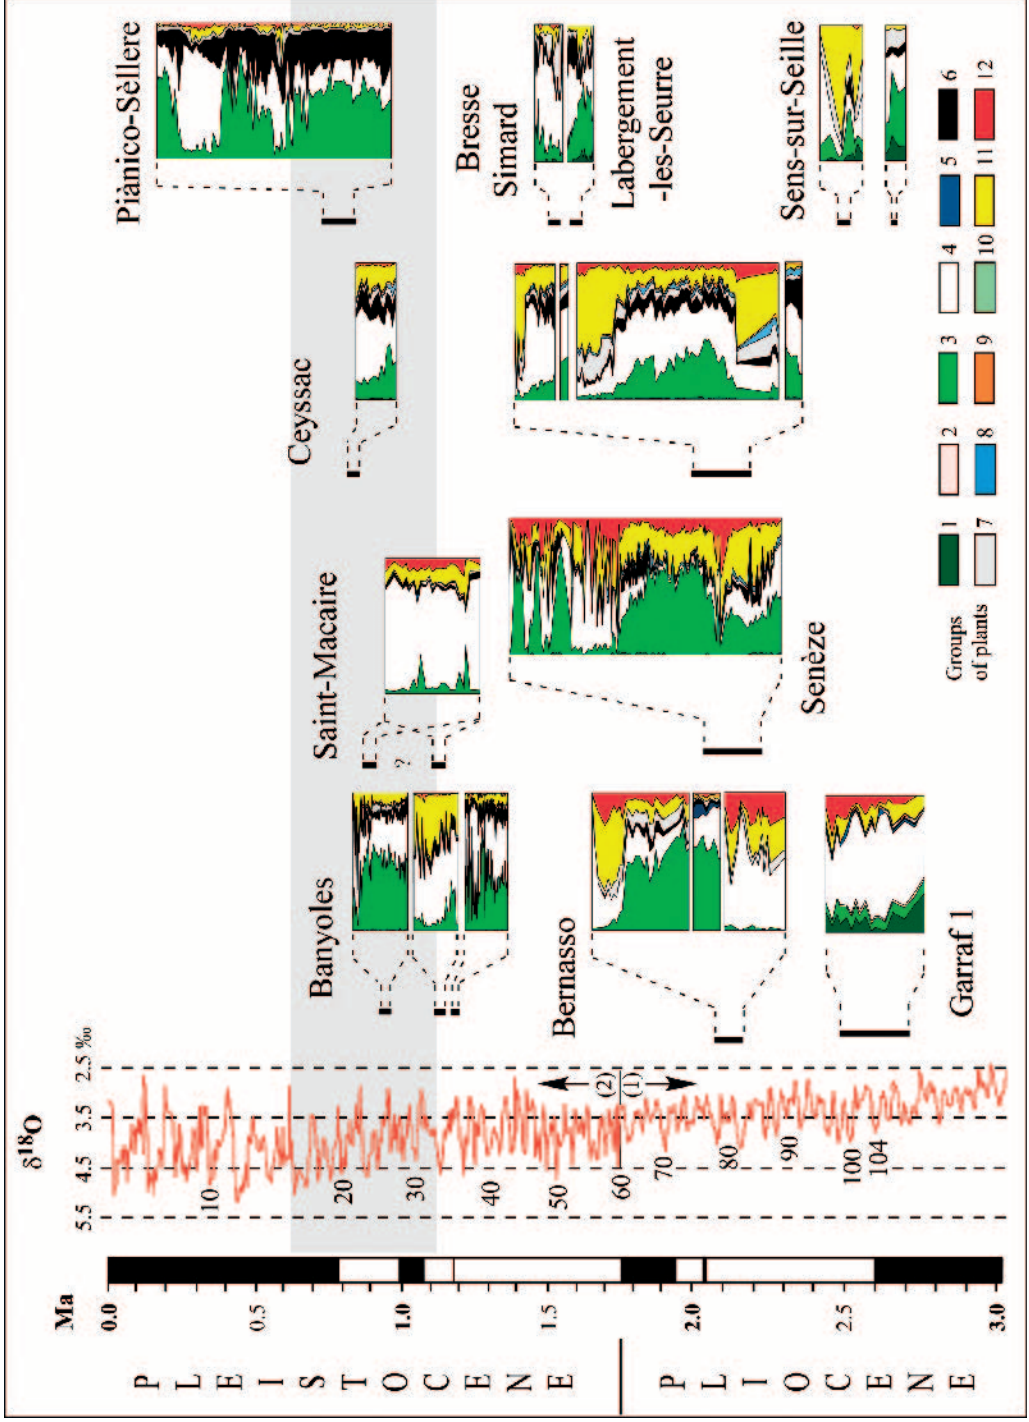 δ¹⁸O
Ma
5.5 4.5 3.5 2.5 ‰
0.0
0.5
1.0
1.5
2.0
2.5
3.0
PLEISTOCENE
PLIOCENE
10
20
30
40
50
60
70
80
90
100
104
(2)
(1)
Banyoles
Bernasso
Garraf 1
Saint-Macaire
?
Senèze
Ceyssac
Piànico-Sèllere
Bresse
Simard
Labergement
-les-Seurre
Sens-sur-Seille
Groups
of plants
1 2 3 4 5 6
7 8 9 10 11 12